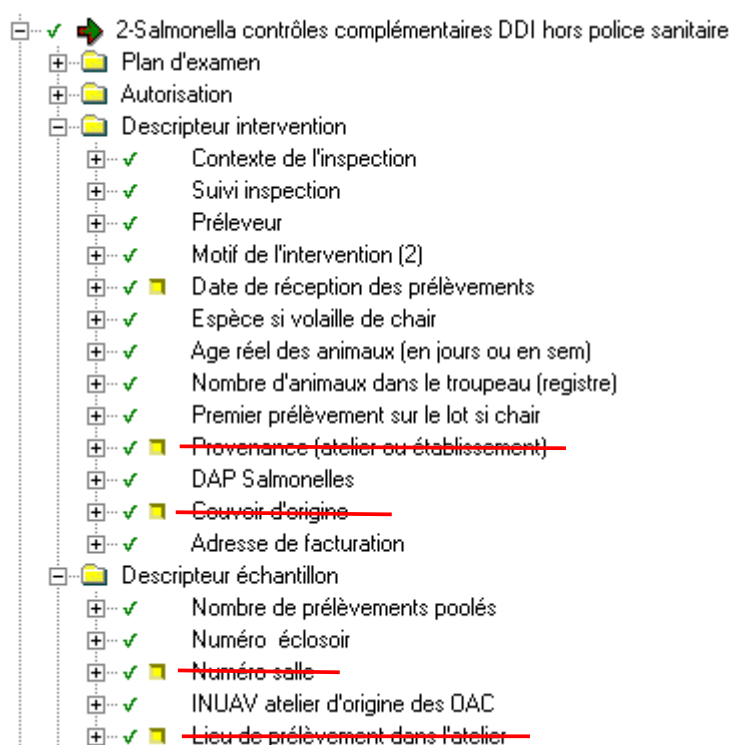 2-Salmonella contrôles complémentaires DDI hors police sanitaire
Plan d'examen
Autorisation
Descripteur intervention
Contexte de l'inspection
Suivi inspection
Préleveur
Motif de l'intervention (2)
Date de réception des prélèvements
Espèce si volaille de chair
Age réel des animaux (en jours ou en sem)
Nombre d'animaux dans le troupeau (registre)
Premier prélèvement sur le lot si chair
Provenance (atelier ou établissement)
DAP Salmonelles
Couvoir d'origine
Adresse de facturation
Descripteur échantillon
Nombre de prélèvements poolés
Numéro éclosoir
Numéro salle
INUAV atelier d'origine des OAC
Lieu de prélèvement dans l'atelier